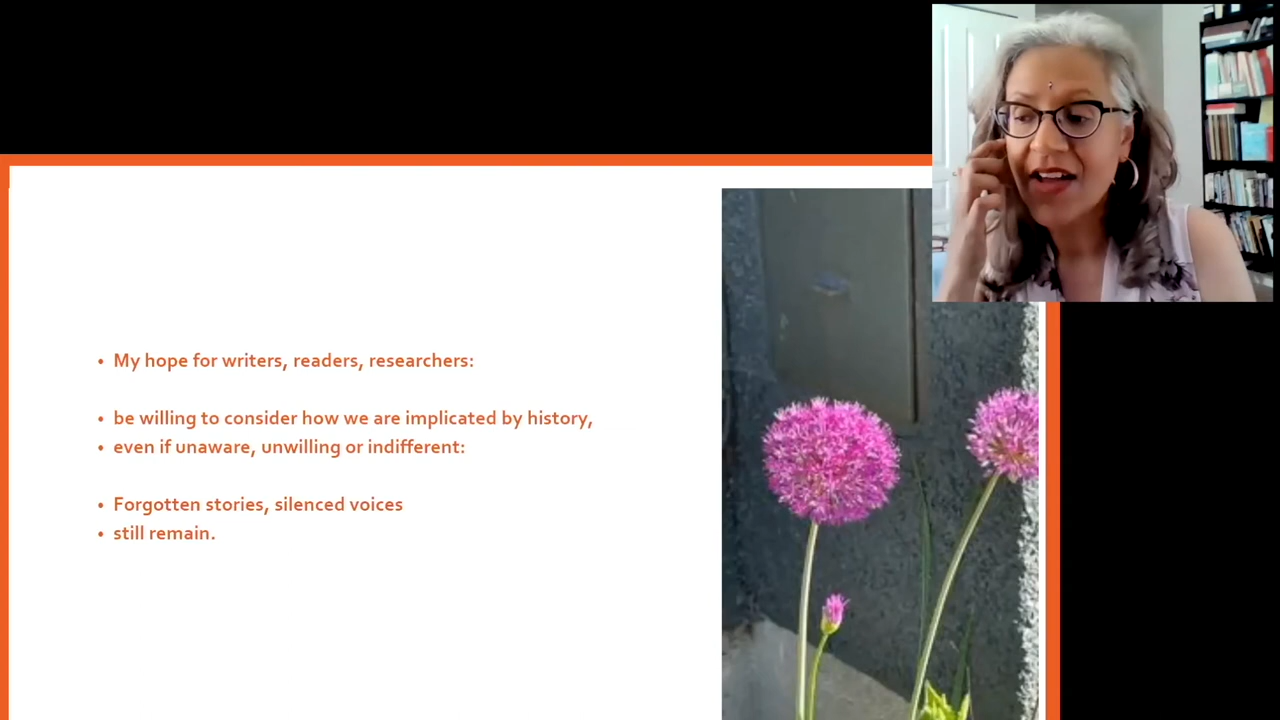 • My hope for writers, readers, researchers:
• be willing to consider how we are implicated by history,
• even if unaware, unwilling or indifferent:
• Forgotten stories, silenced voices
• still remain.